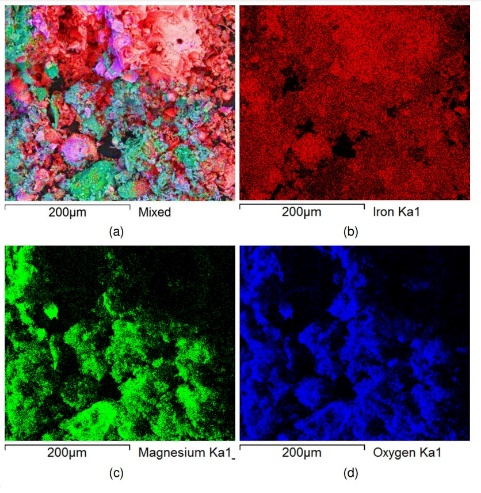 200μm Mixed
200μm Iron Ka1
(a)
(b)
200μm Magnesium Ka1_
200μm Oxygen Ka1
(c)
(d)